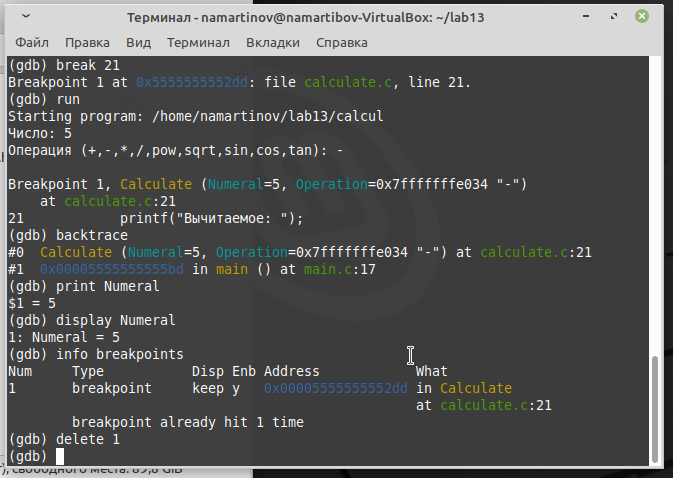 Терминал - namartinov@namartibov-VirtualBox: ~/lab13
Файл Правка Вид Терминал Вкладки Справка
(gdb) break 21
Breakpoint 1 at 0x5555555552dd: file calculate.c, line 21.
(gdb) run
Starting program: /home/namartinov/lab13/calcul
Число: 5
Операция (+,-,*,/,pow,sqrt,sin,cos,tan): -
Breakpoint 1, Calculate (Numeral=5, Operation=0x7fffffffe034 "-")
at calculate.c:21
21 printf("Вычитаемое: ");
(gdb) backtrace
#0 Calculate (Numeral=5, Operation=0x7fffffffe034 "-") at calculate.c:21
#1 0x00005555555555bd in main () at main.c:17
(gdb) print Numeral
$1 = 5
(gdb) display Numeral
1: Numeral = 5
(gdb) info breakpoints
Num Type Disp Enb Address What
1 breakpoint keep y 0x00005555555552dd in Calculate
at calculate.c:21
breakpoint already hit 1 time
(gdb) delete 1
(gdb)
), свободного места: 89,8 GiB